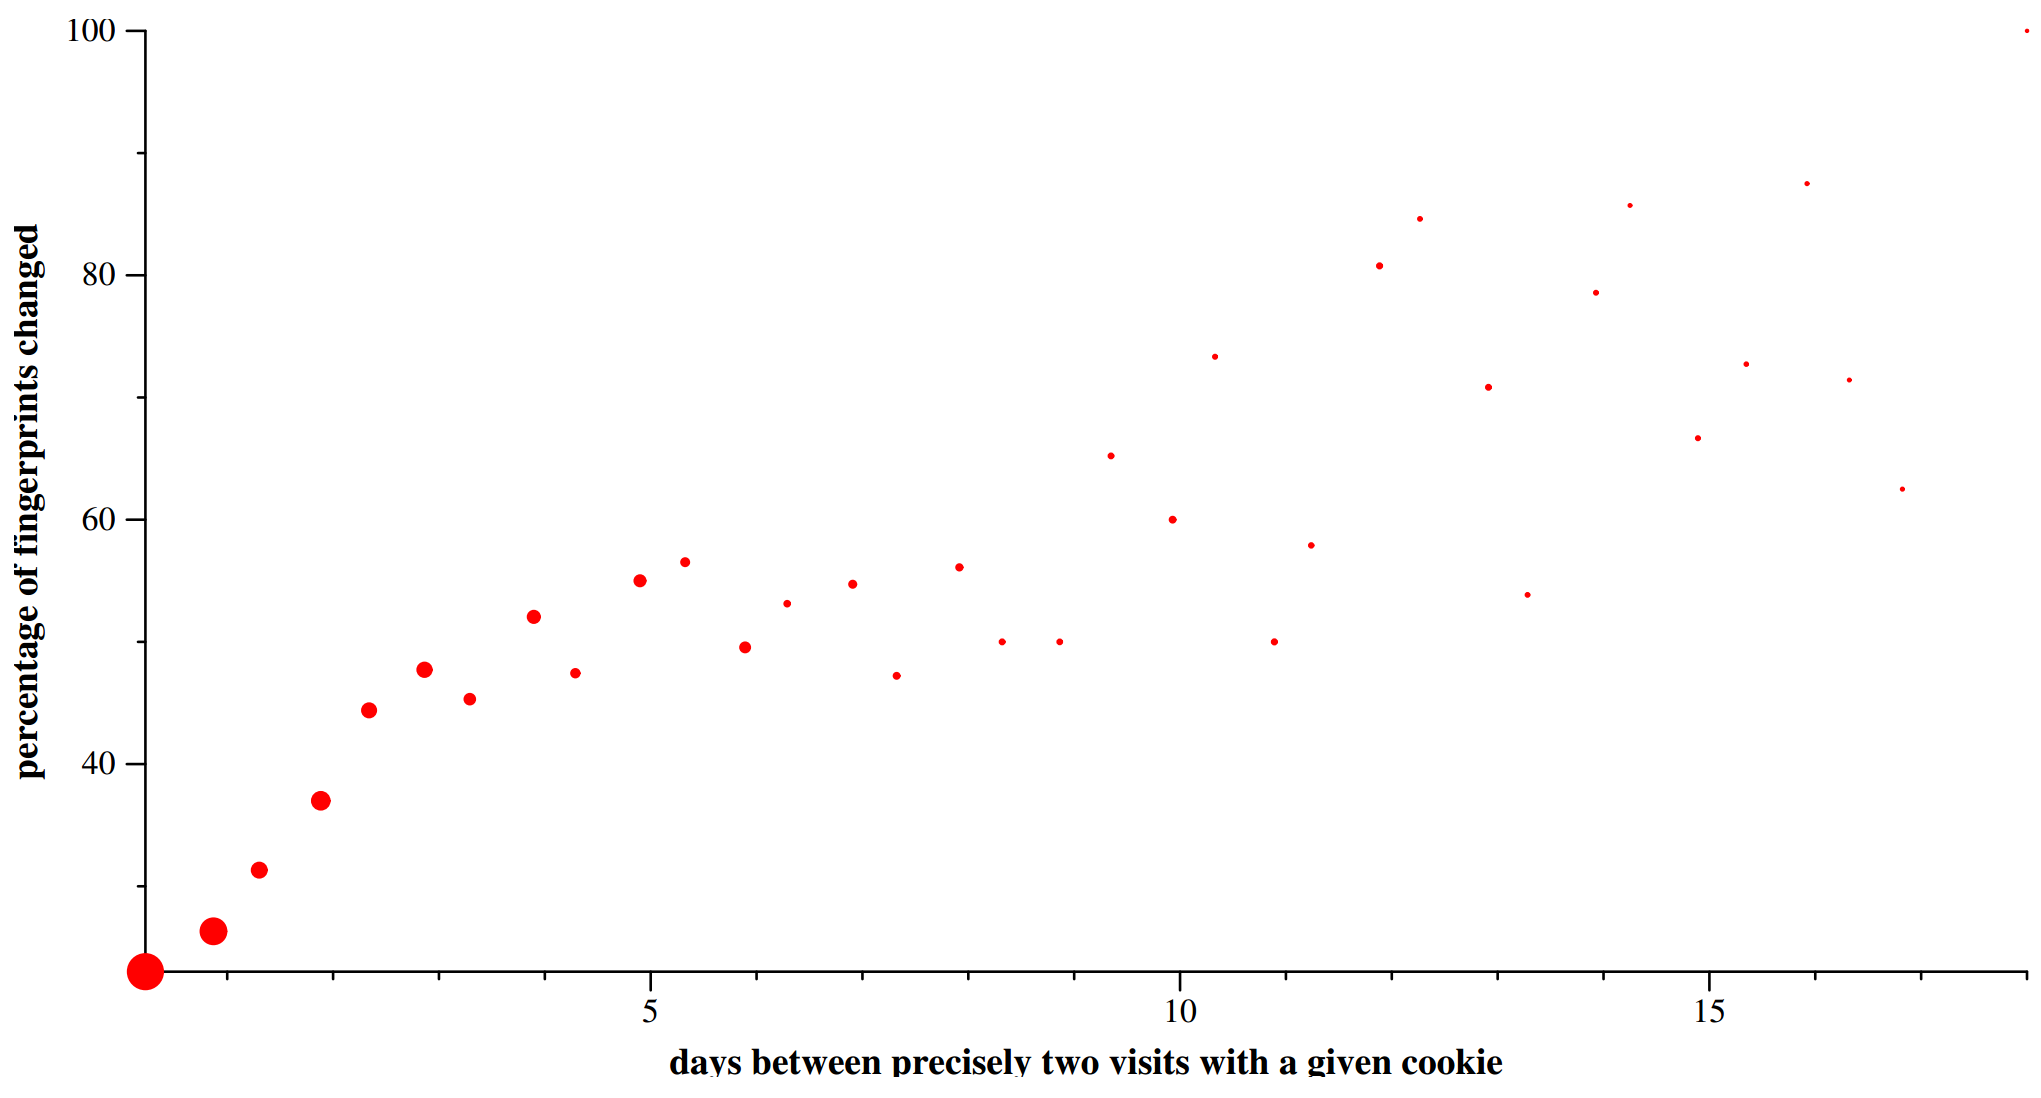 100
80
60
40
percentage of fingerprints changed
5 10 15
days between precisely two visits with a given cookie